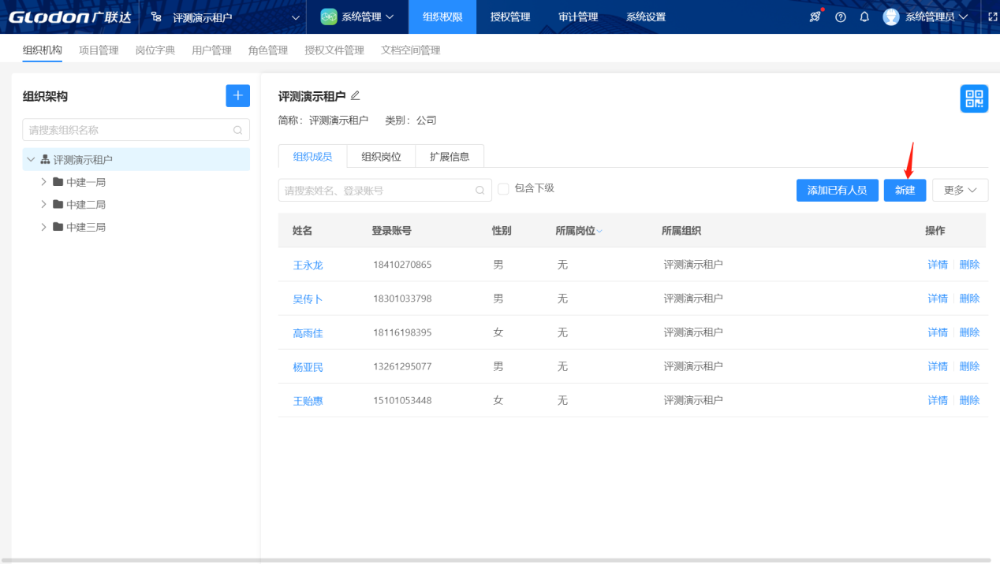 GLODON广联达 评测演示租户 系统管理 组织权限 授权管理 审计管理 系统设置 系统管理员
组织机构 项目管理 岗位字典 用户管理 角色管理 授权文件管理 文档空间管理
组织架构
请搜索组织名称
评测演示租户
中建一局
中建二局
中建三局
评测演示租户
简称：评测演示租户 类别：公司
组织成员 组织岗位 扩展信息
请搜索姓名、登录账号 包含下级 添加已有人员 新建 更多
姓名 登录账号 性别 所属岗位 所属组织 操作
王永龙 18410270865 男 无 评测演示租户 详情 删除
吴传卜 18301033798 男 无 评测演示租户 详情 删除
高雨佳 18116198395 女 无 评测演示租户 详情 删除
杨亚民 13261295077 男 无 评测演示租户 详情 删除
王贻惠 15101053448 女 无 评测演示租户 详情 删除